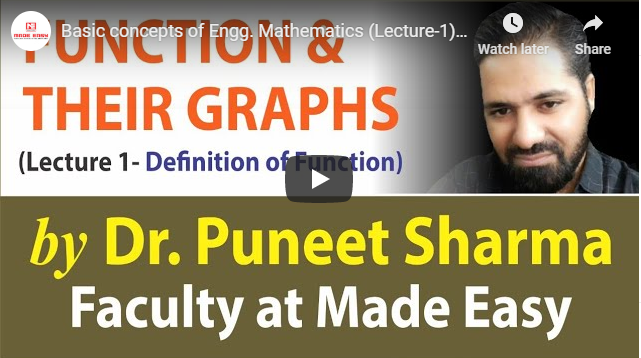 MADE EASY
Basic concepts of Engg. Mathematics (Lecture-1)...
Watch later
Share
FUNCTION &
THEIR GRAPHS
(Lecture 1- Definition of Function)
by Dr. Puneet Sharma
Faculty at Made Easy